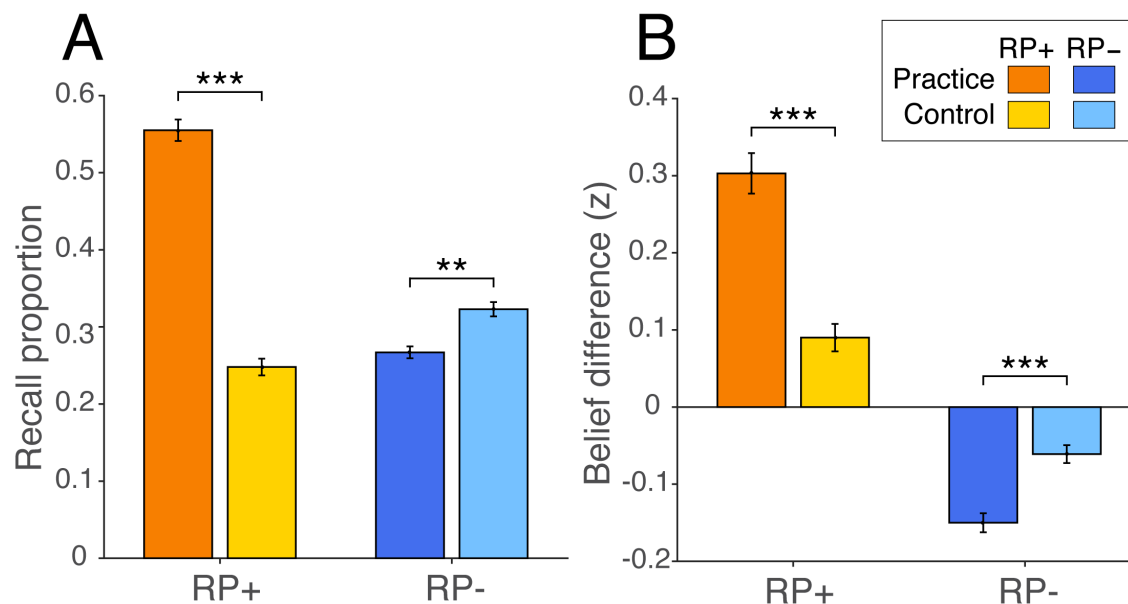 A
Recall proportion
0.6
0.5
0.4
0.3
0.2
0.1
0
***
**
RP+
RP-
B
RP+ RP−
Practice
Control
Belief difference (z)
0.4
0.3
0.2
0.1
0
-0.1
-0.2
***
***
RP+
RP-